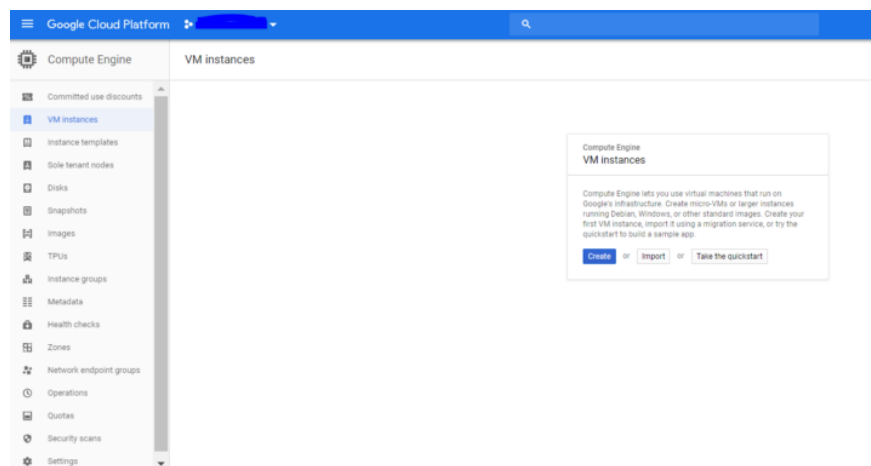 Google Cloud Platform
Compute Engine
VM instances
Committed use discounts
VM instances
Instance templates
Sole tenant nodes
Disks
Snapshots
Images
TPUs
Instance groups
Metadata
Health checks
Zones
Network endpoint groups
Operations
Quotas
Security scans
Settings
Compute Engine
VM instances
Compute Engine lets you use virtual machines that run on
Google's infrastructure. Create micro-VMs or larger instances
running Debian, Windows, or other standard images. Create your
first VM instance, import it using a migration service, or try the
quickstart to build a sample app.
Create or Import or Take the quickstart